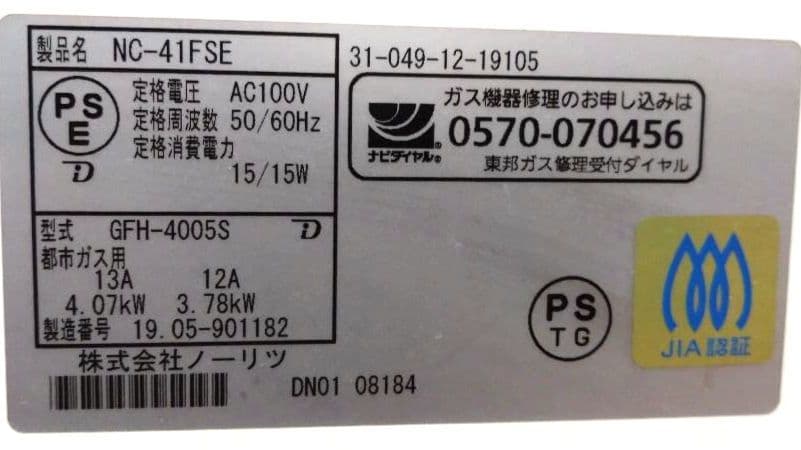 製品名 NC-41FSE
PS
E
定格電圧 AC100V
定格周波数 50/60Hz
定格消費電力
15/15W
型式 GFH-4005S
都市ガス用
13A 12A
4.07kW 3.78kW
製造番号 19.05-901182
株式会社ノーリツ
DN01 08184
31-049-12-19105
ナビダイヤル®
ガス機器修理のお申し込みは
0570-070456
東邦ガス修理受付ダイヤル
PS
TG
JIA認証